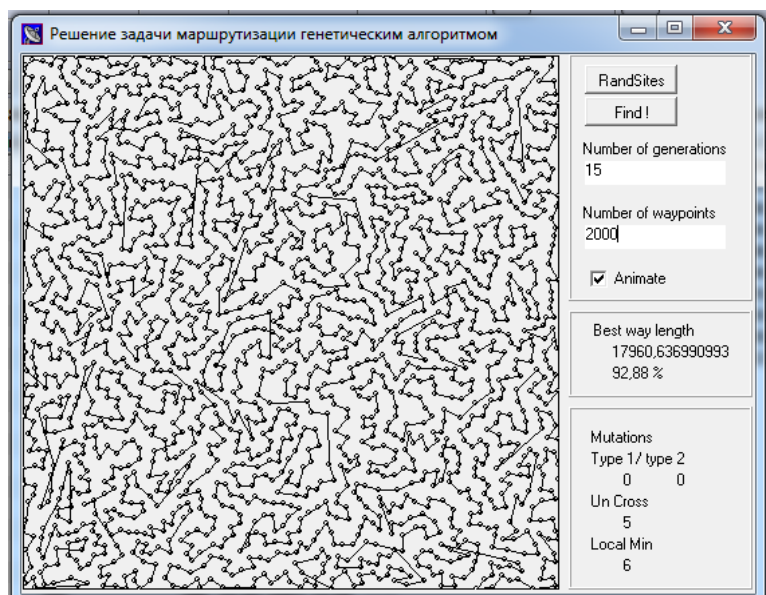 Решение задачи маршрутизации генетическим алгоритмом
RandSites
Find !
Number of generations
15
Number of waypoints
2000
Animate
Best way length
17960,636990993
92,88 %
Mutations
Type 1/ type 2
0 0
Un Cross
5
Local Min
6